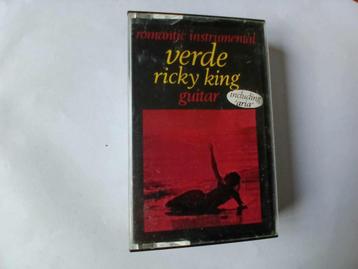 romantic instrumental
verde
ricky king
guitar
including
'aria'